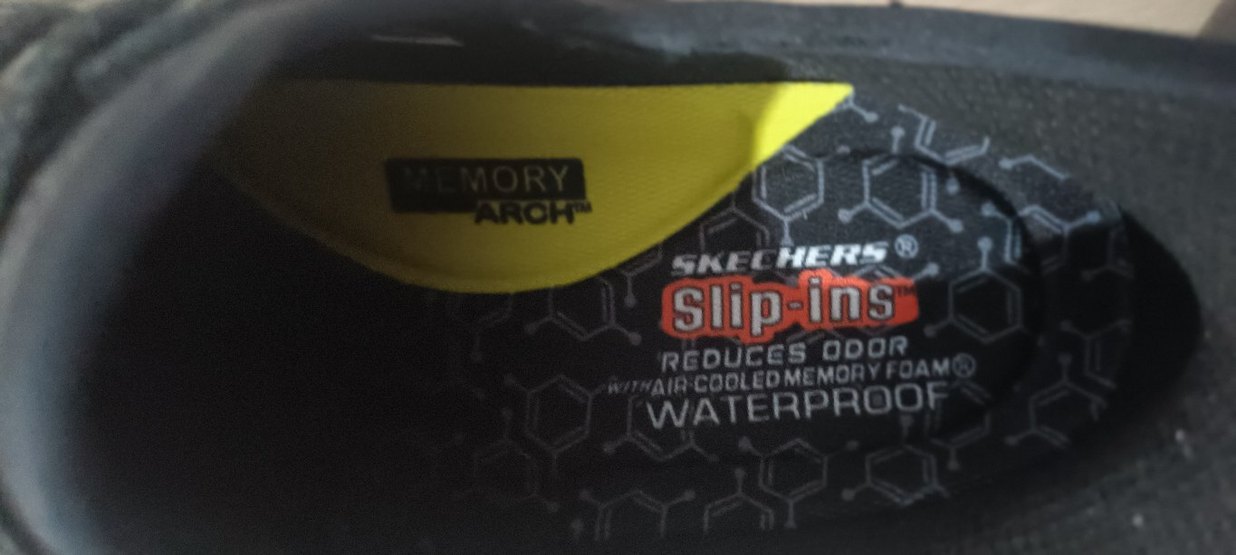 MEMORY
ARCH™
SKECHERS®
Slip-ins™
REDUCES ODOR
WITH AIR-COOLED MEMORY FOAM®
WATERPROOF